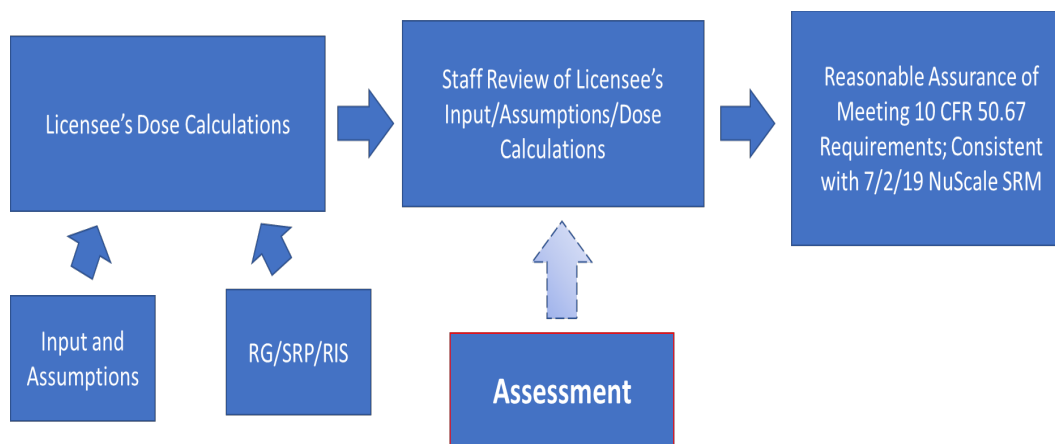 Licensee's Dose Calculations
Staff Review of Licensee's
Input/Assumptions/Dose
Calculations
Reasonable Assurance of
Meeting 10 CFR 50.67
Requirements; Consistent
with 7/2/19 NuScale SRM
Input and
Assumptions
RG/SRP/RIS
Assessment